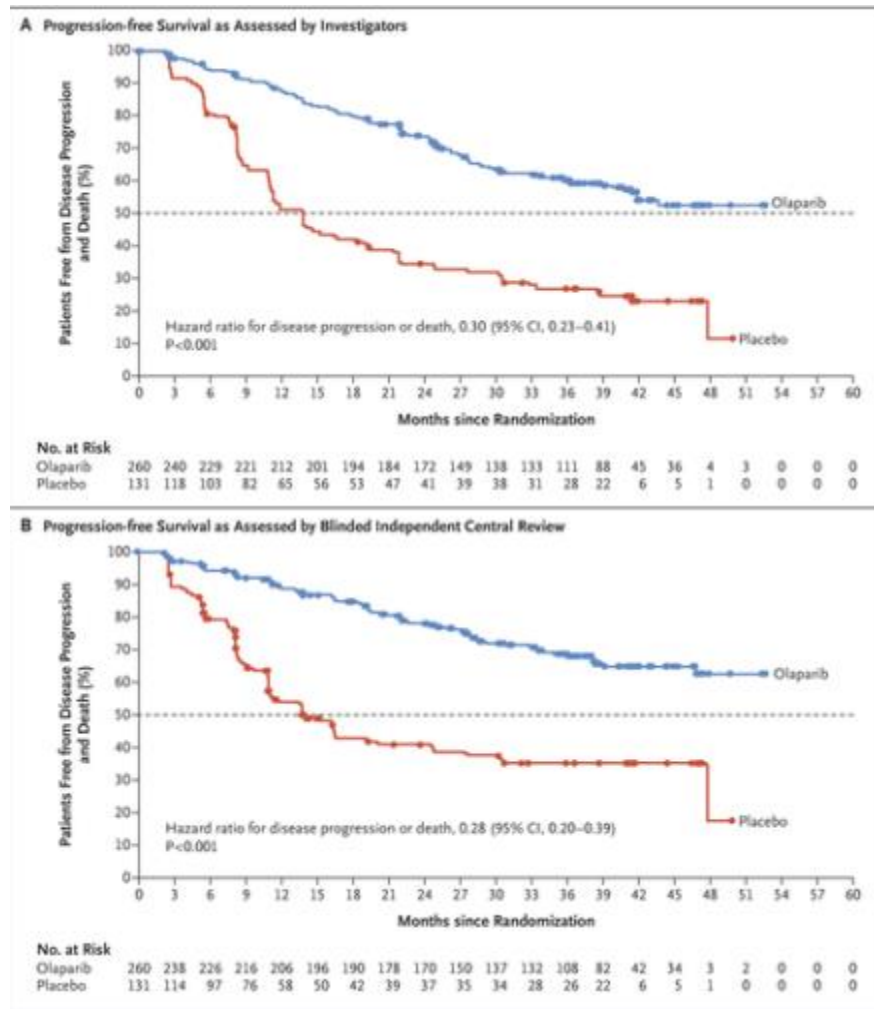 A Progression-free Survival as Assessed by Investigators
100
90
80
70
60
50
40
30
20
10
0
Patients Free from Disease Progression
and Death (%)
Olaparib
Placebo
Hazard ratio for disease progression or death, 0.30 (95% CI, 0.23–0.41)
P<0.001
0 3 6 9 12 15 18 21 24 27 30 33 36 39 42 45 48 51 54 57 60
Months since Randomization
No. at Risk
Olaparib 260 240 229 221 212 201 194 184 172 149 138 133 111 88 45 36 4 3 0 0 0
Placebo 131 118 103 82 65 56 53 47 41 39 38 31 28 22 6 5 1 0 0 0 0
B Progression-free Survival as Assessed by Blinded Independent Central Review
100
90
80
70
60
50
40
30
20
10
0
Patients Free from Disease Progression
and Death (%)
Olaparib
Placebo
Hazard ratio for disease progression or death, 0.28 (95% CI, 0.20–0.39)
P<0.001
0 3 6 9 12 15 18 21 24 27 30 33 36 39 42 45 48 51 54 57 60
Months since Randomization
No. at Risk
Olaparib 260 238 226 216 206 196 190 178 170 150 137 132 108 82 42 34 3 2 0 0 0
Placebo 131 114 97 76 58 50 42 39 37 35 34 28 26 22 6 5 1 0 0 0 0